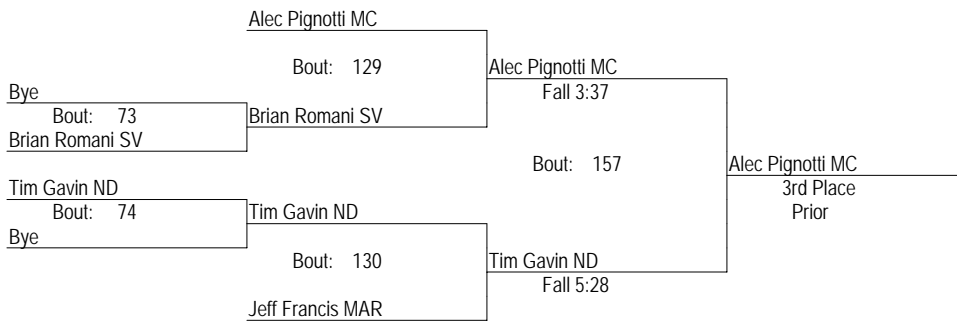 Alec Pignotti MC
Bout: 129
Alec Pignotti MC
Fall 3:37
Bye
Bout: 73
Brian Romani SV
Brian Romani SV
Bout: 157
Alec Pignotti MC
3rd Place
Prior
Tim Gavin ND
Bout: 74
Tim Gavin ND
Bye
Bout: 130
Tim Gavin ND
Fall 5:28
Jeff Francis MAR